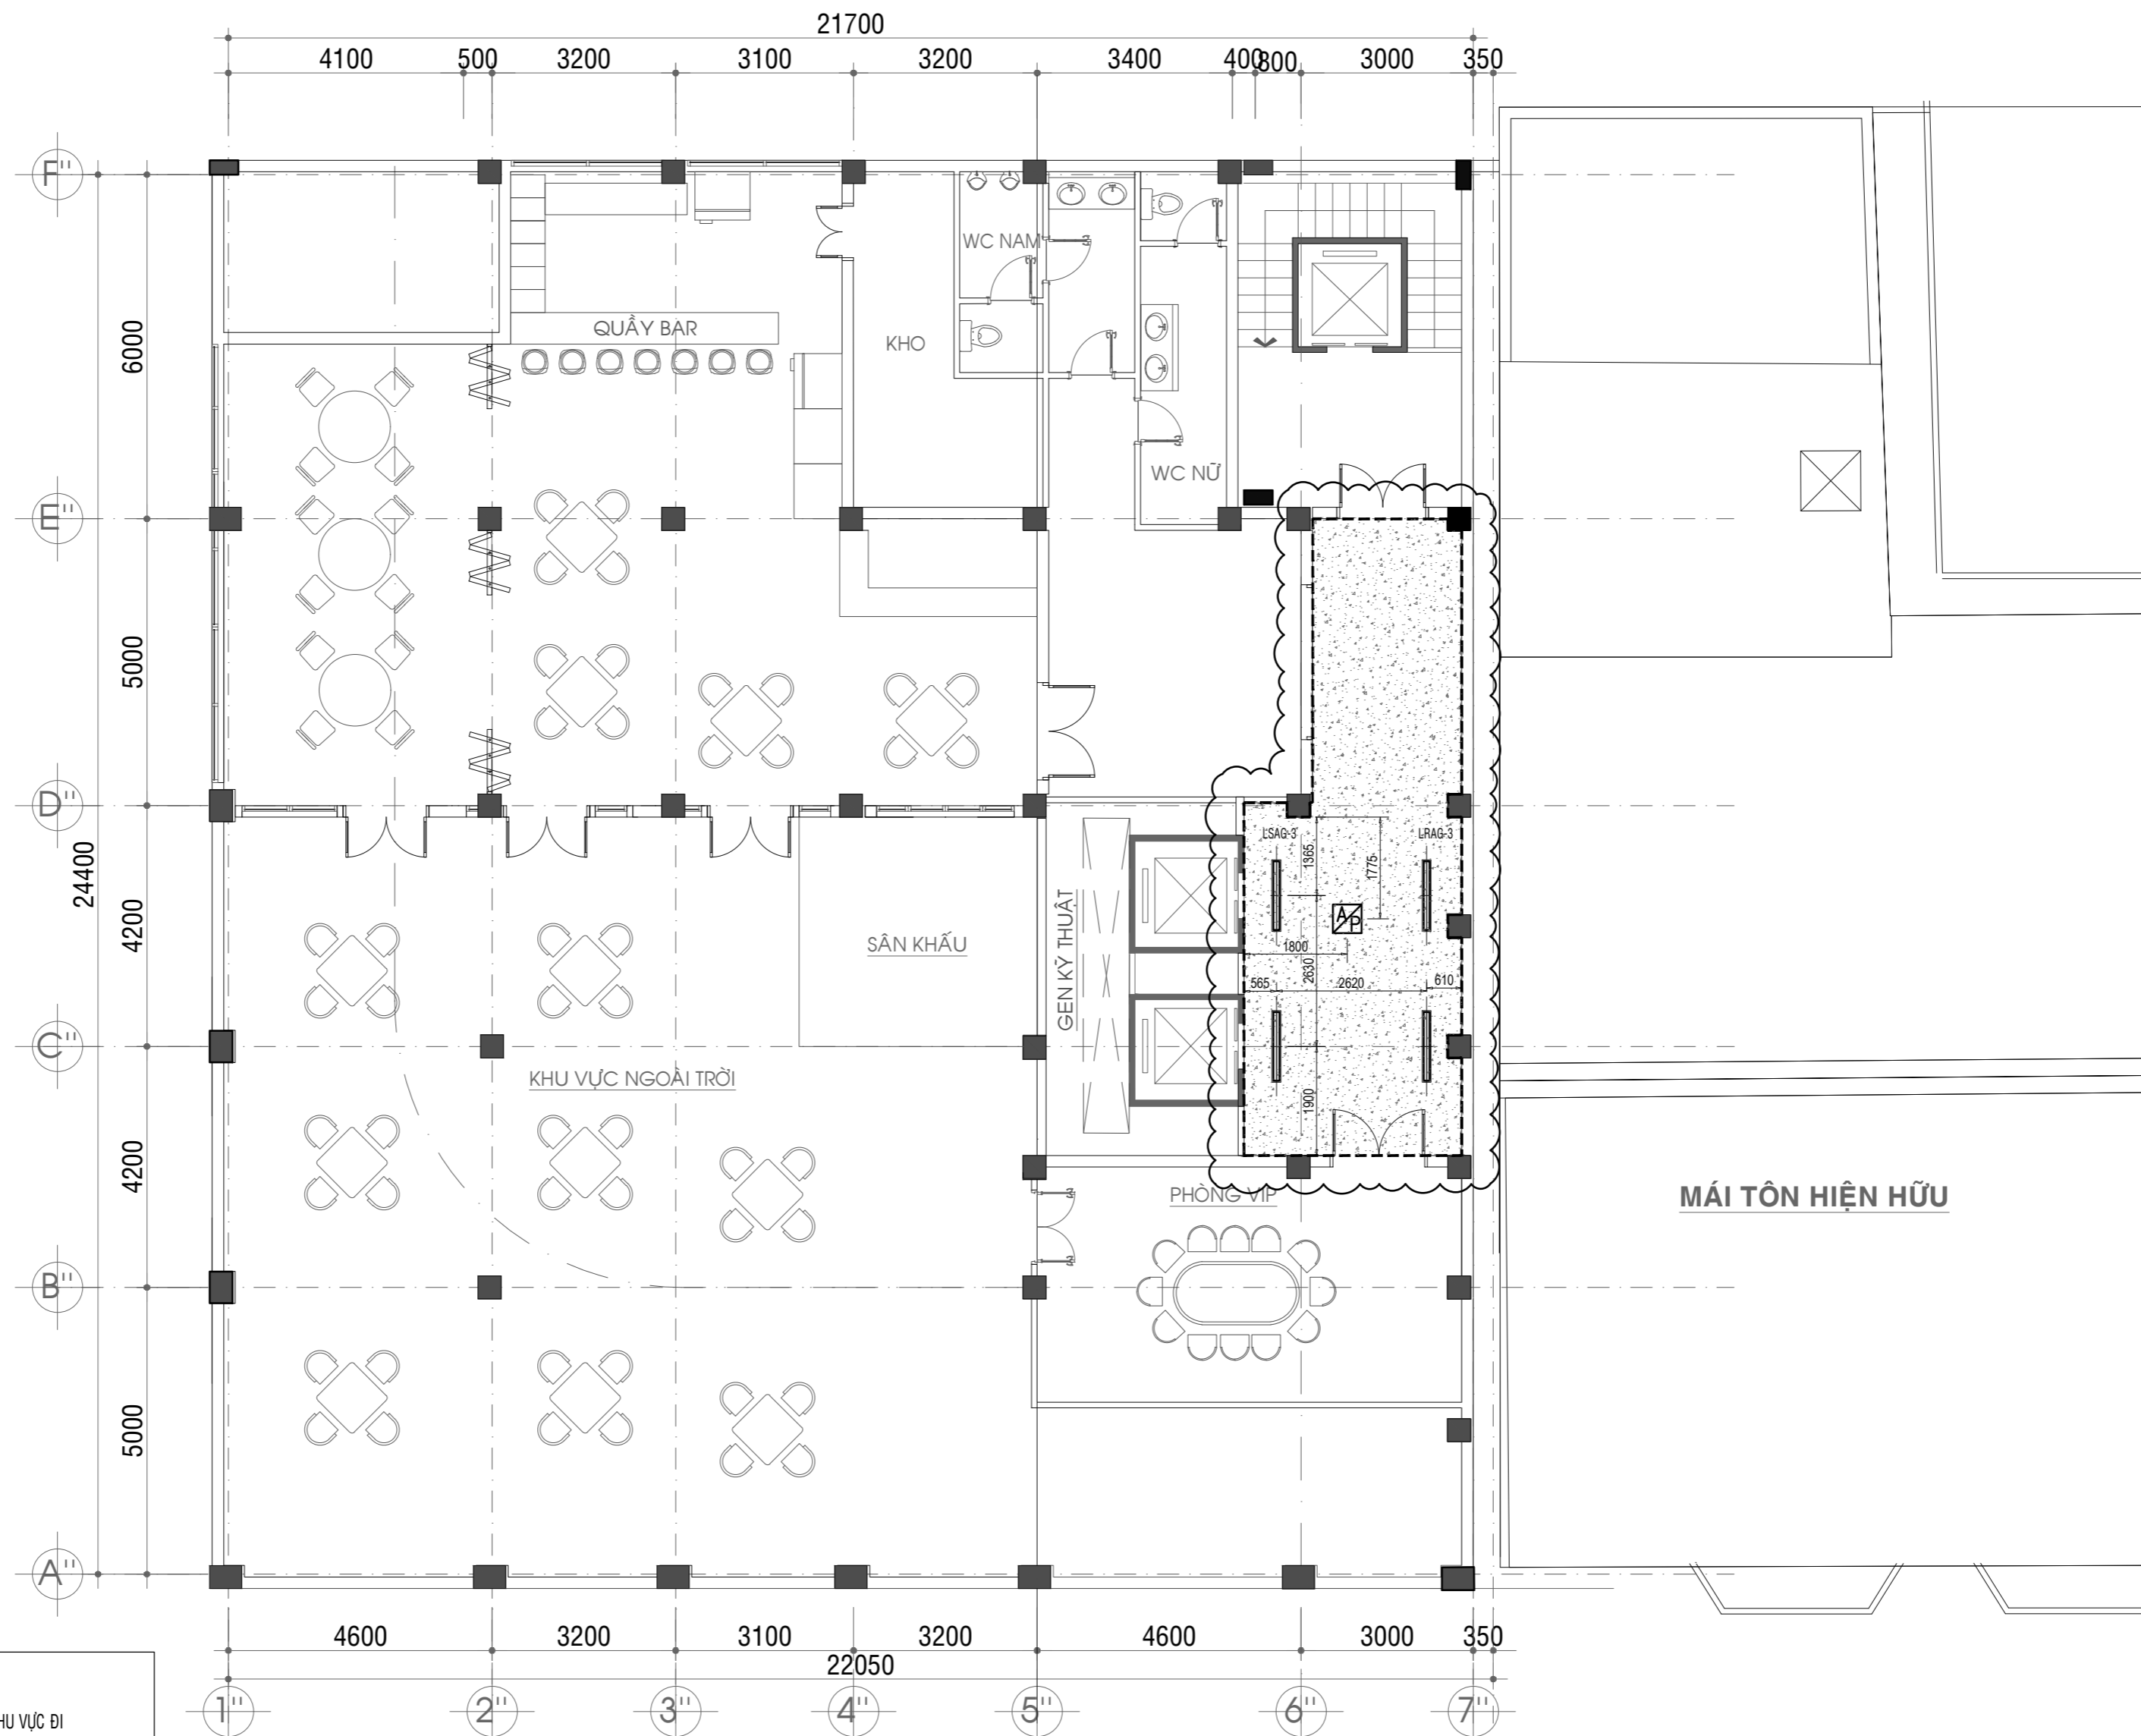 21700
4100 500 3200 3100 3200 3400 400 800 3000 350
F"
WC NAM
6000
QUẦY BAR
KHO
WC NỮ
E"
5000
D"
LSAG-3 LRAG-3
1365
1775
24400
4200
GEN KỸ THUẬT
A/P
SÂN KHẤU
1800
2630
565 2620 610
C"
KHU VỰC NGOÀI TRỜI
1900
4200
PHÒNG VIP
MÁI TÔN HIỆN HỮU
B"
5000
A"
4600 3200 3100 3200 4600 3000 350
22050
1" 2" 3" 4" 5" 6" 7"
VỰC ĐI